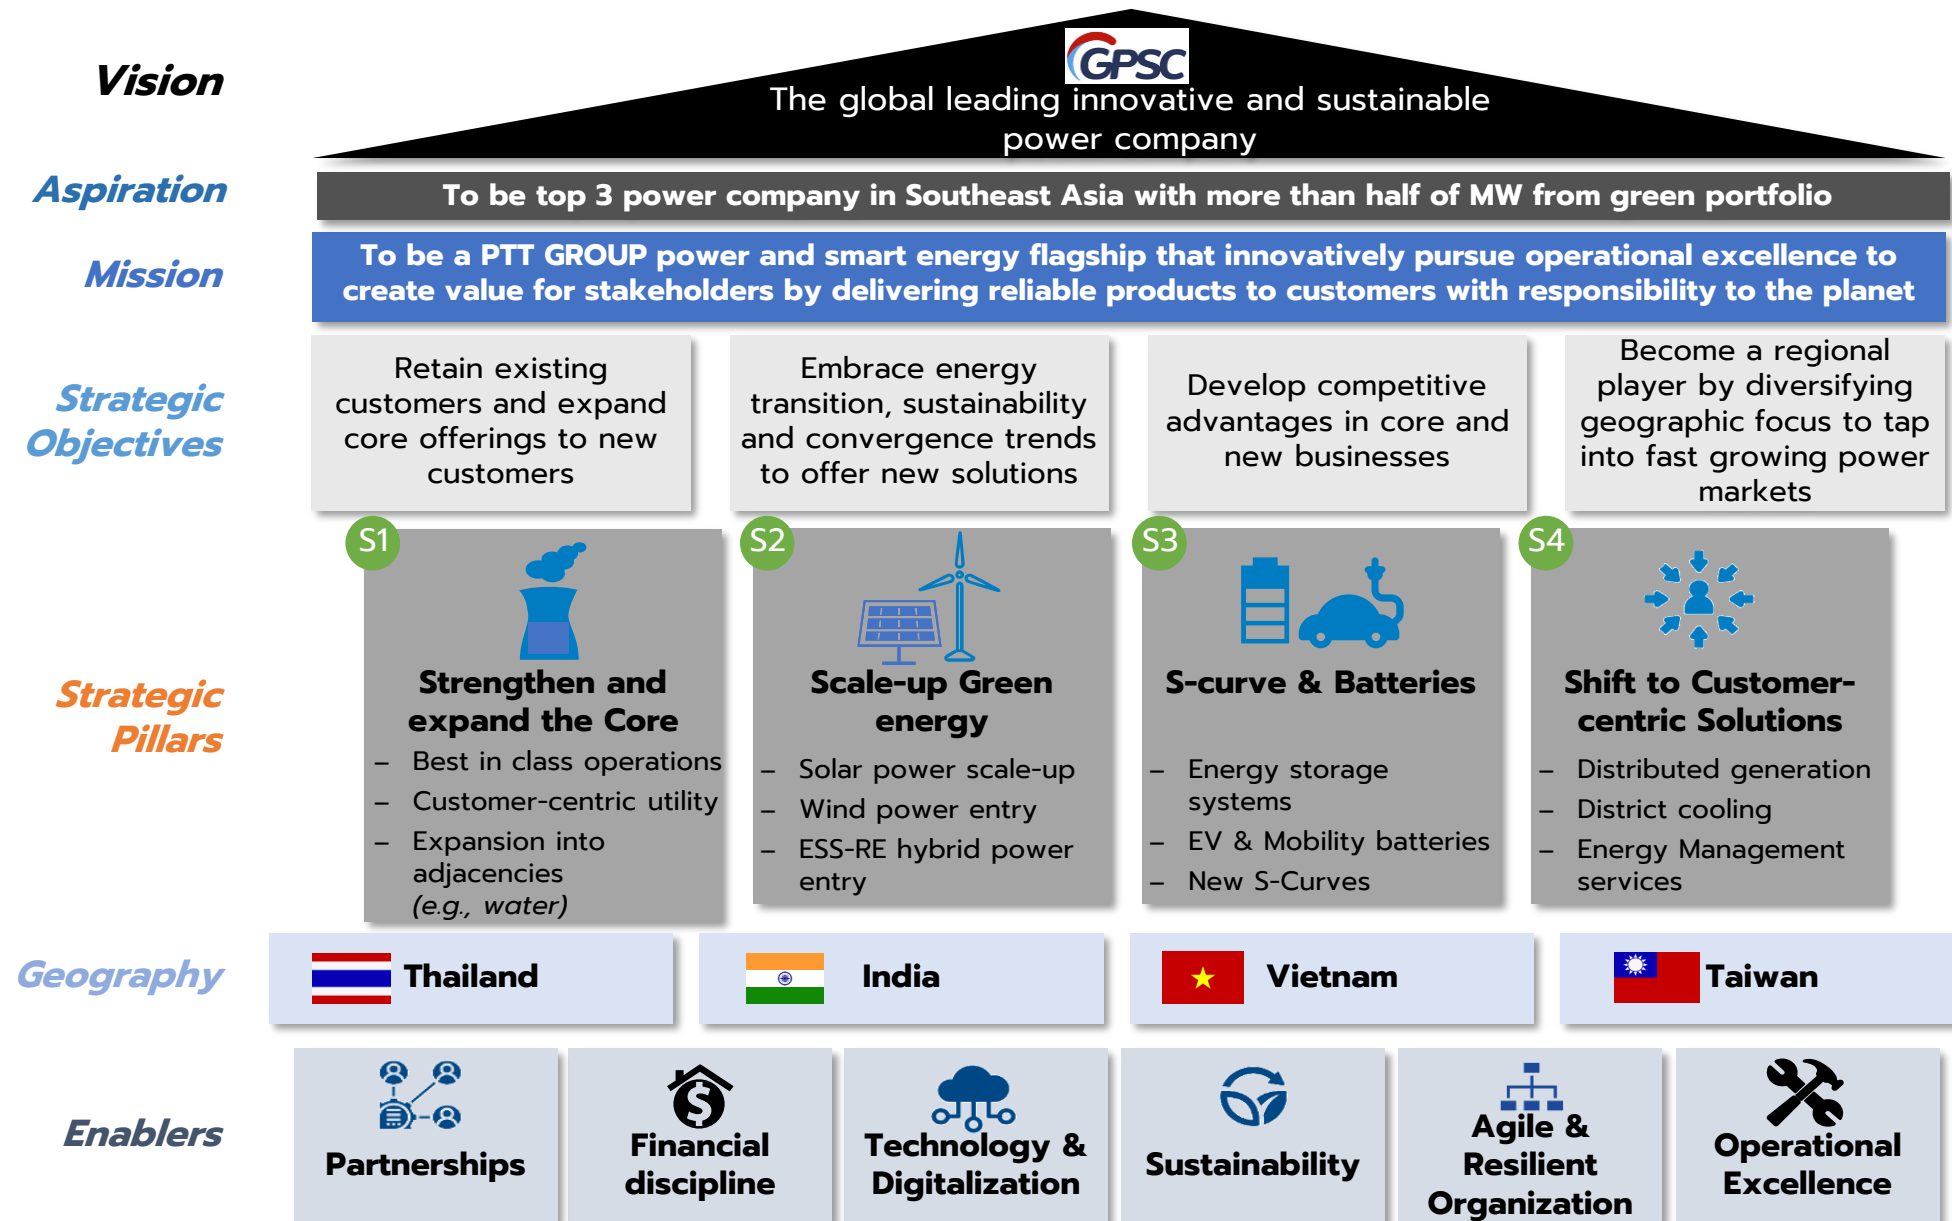 Vision
GPSC
The global leading innovative and sustainable
power company
Aspiration
To be top 3 power company in Southeast Asia with more than half of MW from green portfolio
Mission
To be a PTT GROUP power and smart energy flagship that innovatively pursue operational excellence to
create value for stakeholders by delivering reliable products to customers with responsibility to the planet
Strategic
Objectives
Retain existing
customers and expand
core offerings to new
customers
Embrace energy
transition, sustainability
and convergence trends
to offer new solutions
Develop competitive
advantages in core and
new businesses
Become a regional
player by diversifying
geographic focus to tap
into fast growing power
markets
Strategic
Pillars
S1
Strengthen and
expand the Core
– Best in class operations
– Customer-centric utility
– Expansion into
adjacencies
(e.g., water)
S2
Scale-up Green
energy
– Solar power scale-up
– Wind power entry
– ESS-RE hybrid power
entry
S3
S-curve & Batteries
– Energy storage
systems
– EV & Mobility batteries
– New S-Curves
S4
Shift to Customer-
centric Solutions
– Distributed generation
– District cooling
– Energy Management
services
Geography
Thailand
India
Vietnam
Taiwan
Enablers
Partnerships
Financial
discipline
Technology &
Digitalization
Sustainability
Agile &
Resilient
Organization
Operational
Excellence